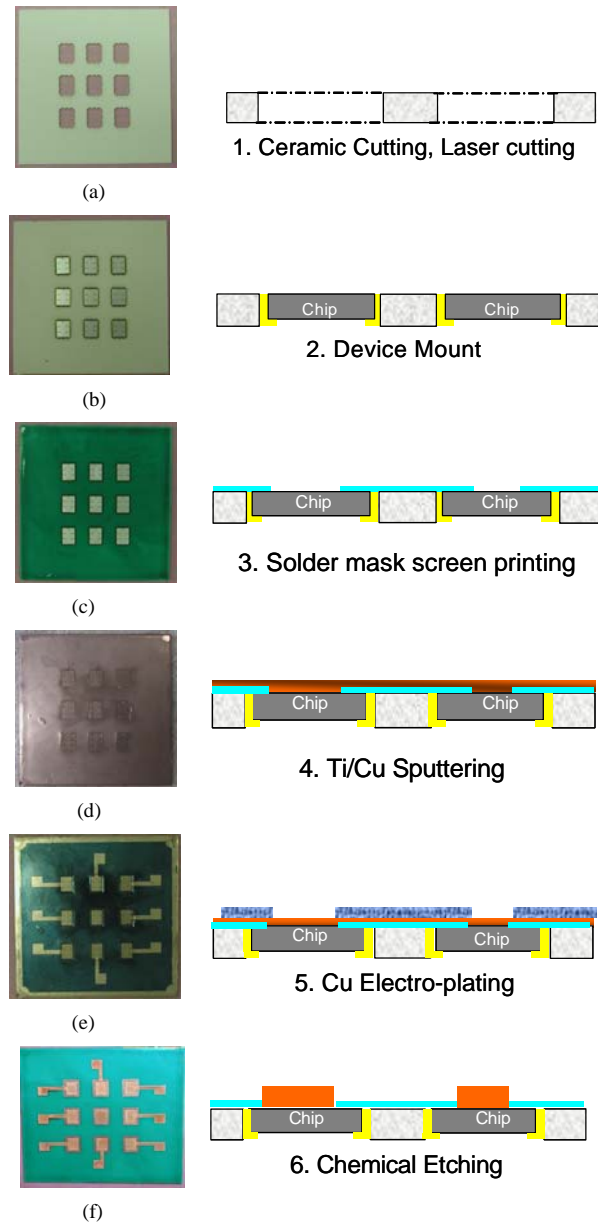 1. Ceramic Cutting, Laser cutting
(a)
Chip Chip
2. Device Mount
(b)
Chip Chip
3. Solder mask screen printing
(c)
Chip Chip
4. Ti/Cu Sputtering
(d)
Chip Chip
5. Cu Electro-plating
(e)
Chip Chip
6. Chemical Etching
(f)